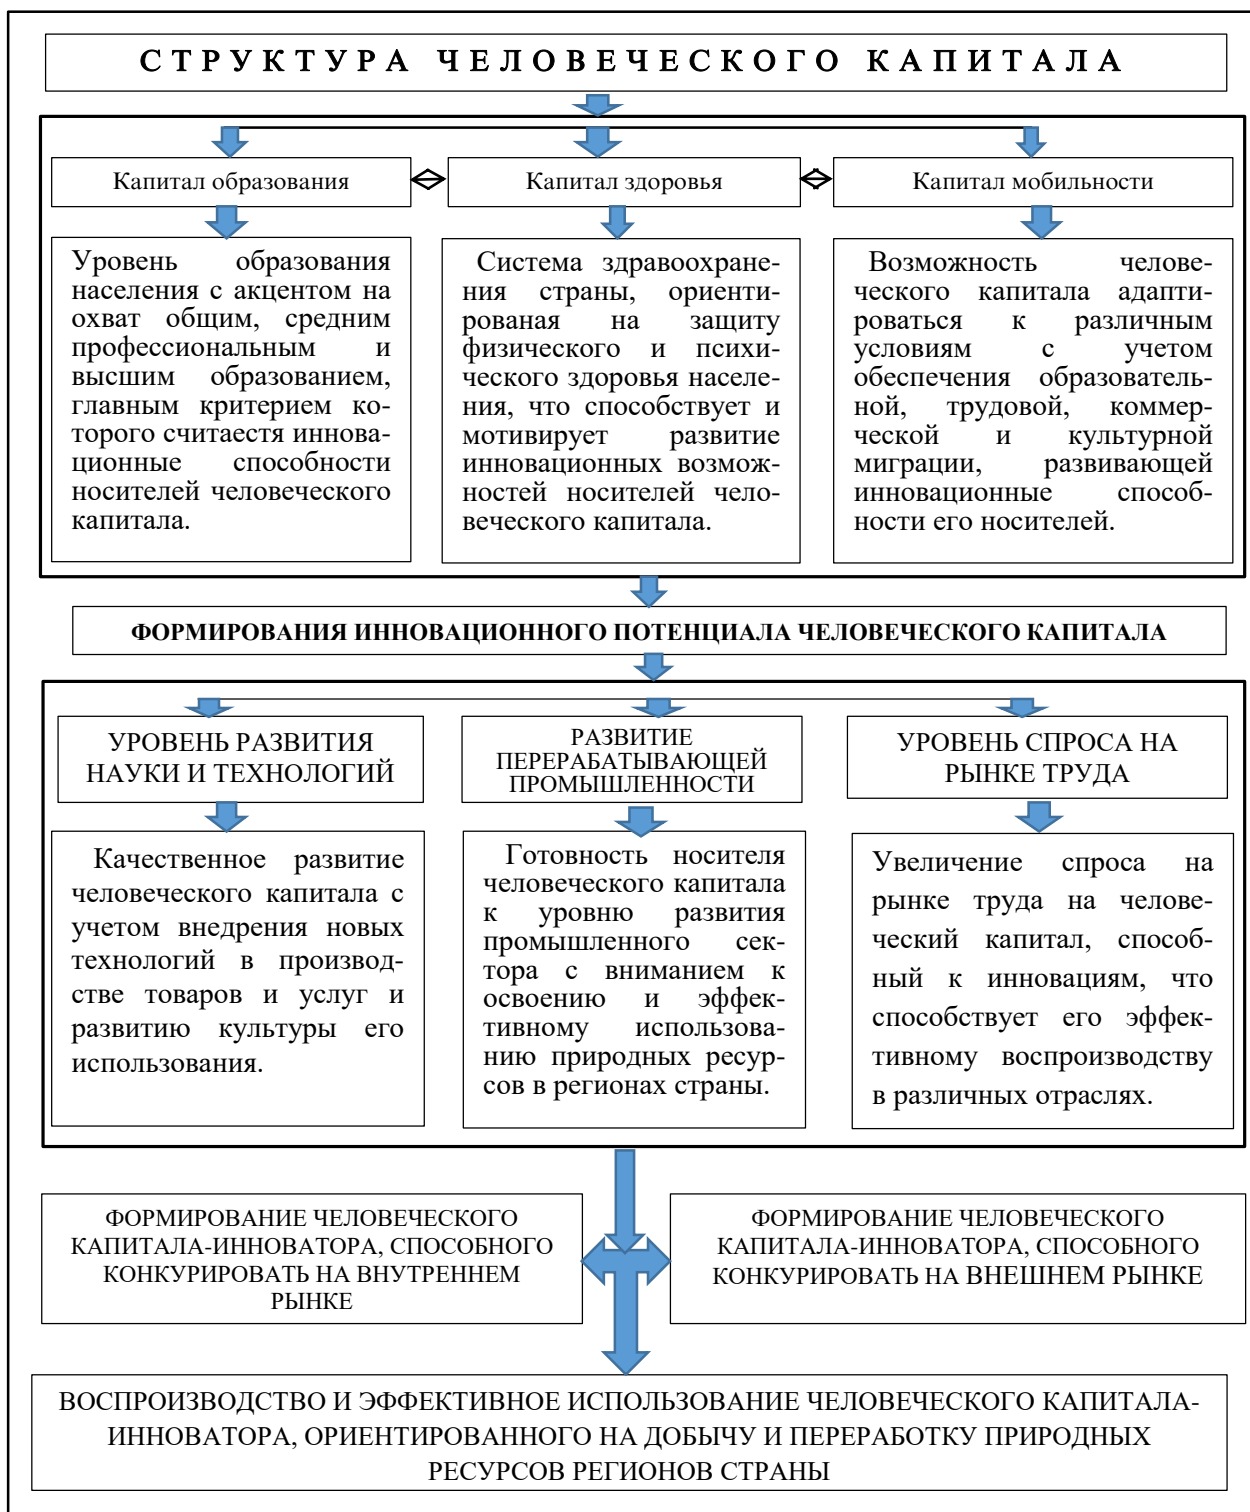 СТРУКТУРА ЧЕЛОВЕЧЕСКОГО КАПИТАЛА
Капитал образования
Капитал здоровья
Капитал мобильности
Уровень образования
населения с акцентом на
охват общим, средним
профессиональным и
высшим образованием,
главным критерием ко-
торого считаестя иннова-
ционные способности
носителей человеческого
капитала.
Система здравоохране-
ния страны, ориенти-
рованая на защиту
физического и психи-
ческого здоровья населе-
ния, что способствует и
мотивирует развитие
инновационных возмож-
ностей носителей чело-
веческого капитала.
Возможность челове-
ческого капитала адапти-
роваться к различным
условиям с учетом
обеспечения образователь-
ной, трудовой, коммер-
ческой и культурной
миграции, развивающей
инновационные способ-
ности его носителей.
ФОРМИРОВАНИЯ ИННОВАЦИОННОГО ПОТЕНЦИАЛА ЧЕЛОВЕЧЕСКОГО КАПИТАЛА
УРОВЕНЬ РАЗВИТИЯ
НАУКИ И ТЕХНОЛОГИЙ
РАЗВИТИЕ
ПЕРЕРАБАТЫВАЮЩЕЙ
ПРОМЫШЛЕННОСТИ
УРОВЕНЬ СПРОСА НА
РЫНКЕ ТРУДА
Качественное развитие
человеческого капитала с
учетом внедрения новых
технологий в производ-
стве товаров и услуг и
развитию культуры его
использования.
Готовность носителя
человеческого капитала
к уровню развития
промышленного сек-
тора с вниманием к
освоению и эффек-
тивному использова-
нию природных ресур-
сов в регионах страны.
Увеличение спроса на
рынке труда на челове-
ческий капитал, способ-
ный к инновациям, что
способствует его эффек-
тивному воспроизводству
в различных отраслях.
ФОРМИРОВАНИЕ ЧЕЛОВЕЧЕСКОГО
КАПИТАЛА-ИННОВАТОРА, СПОСОБНОГО
КОНКУРИРОВАТЬ НА ВНУТРЕННЕМ
РЫНКЕ
ФОРМИРОВАНИЕ ЧЕЛОВЕЧЕСКОГО
КАПИТАЛА-ИННОВАТОРА, СПОСОБНОГО
КОНКУРИРОВАТЬ НА ВНЕШНЕМ РЫНКЕ
ВОСПРОИЗВОДСТВО И ЭФФЕКТИВНОЕ ИСПОЛЬЗОВАНИЕ ЧЕЛОВЕЧЕСКОГО КАПИТАЛА-
ИННОВАТОРА, ОРИЕНТИРОВАННОГО НА ДОБЫЧУ И ПЕРЕРАБОТКУ ПРИРОДНЫХ
РЕСУРСОВ РЕГИОНОВ СТРАНЫ